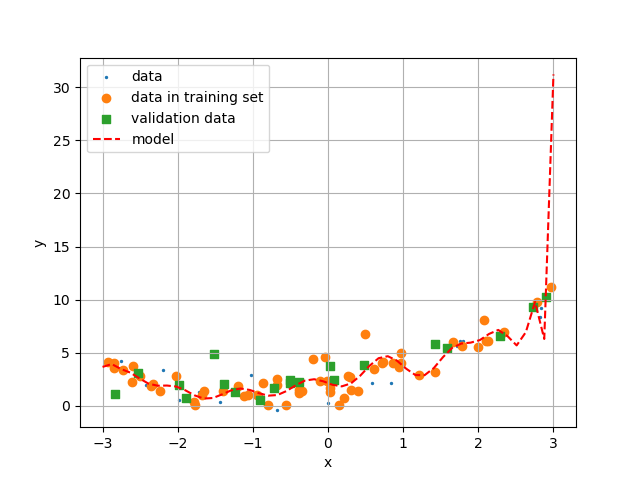 data
data in training set
validation data
model
30
25
20
15
10
5
0
y
−3
−2
−1
0
1
2
3
x